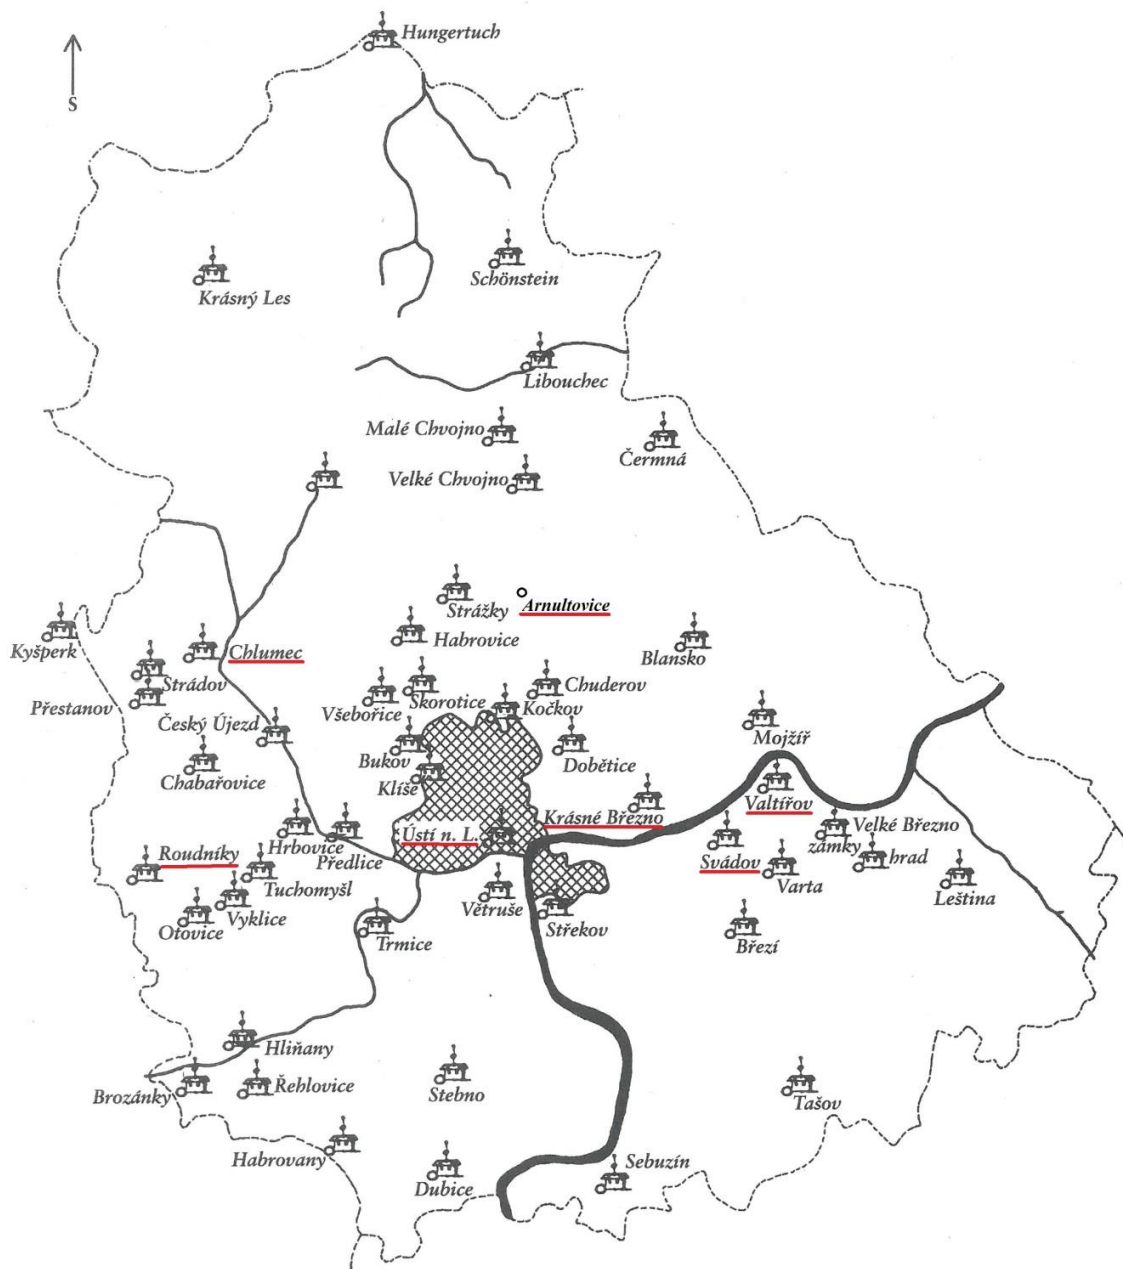 Hungertuch
S
Krásný Les
Schönstein
Libouchec
Malé Chvojno
Čermná
Velké Chvojno
Strážky
Arnultovice
Habrovice
Kyšperk
Chlumec
Blansko
Strádov
Přestanov
Všebořice
Skorotice
Chuderov
Kočkov
Český Újezd
Mojžíř
Bukov
Dobětice
Chabařovice
Klíše
Valtířov
Krásné Březno
Ústí n. L.
Velké Březno
zámky
hrad
Hrbovice
Předlice
Roudníky
Svádov
Tuchomyšl
Varta
Větruše
Leština
Vyklice
Otovice
Trmice
Střekov
Březí
Hliňany
Brozánky
Řehlovice
Stebno
Tašov
Habrovany
Sebuzín
Dubice